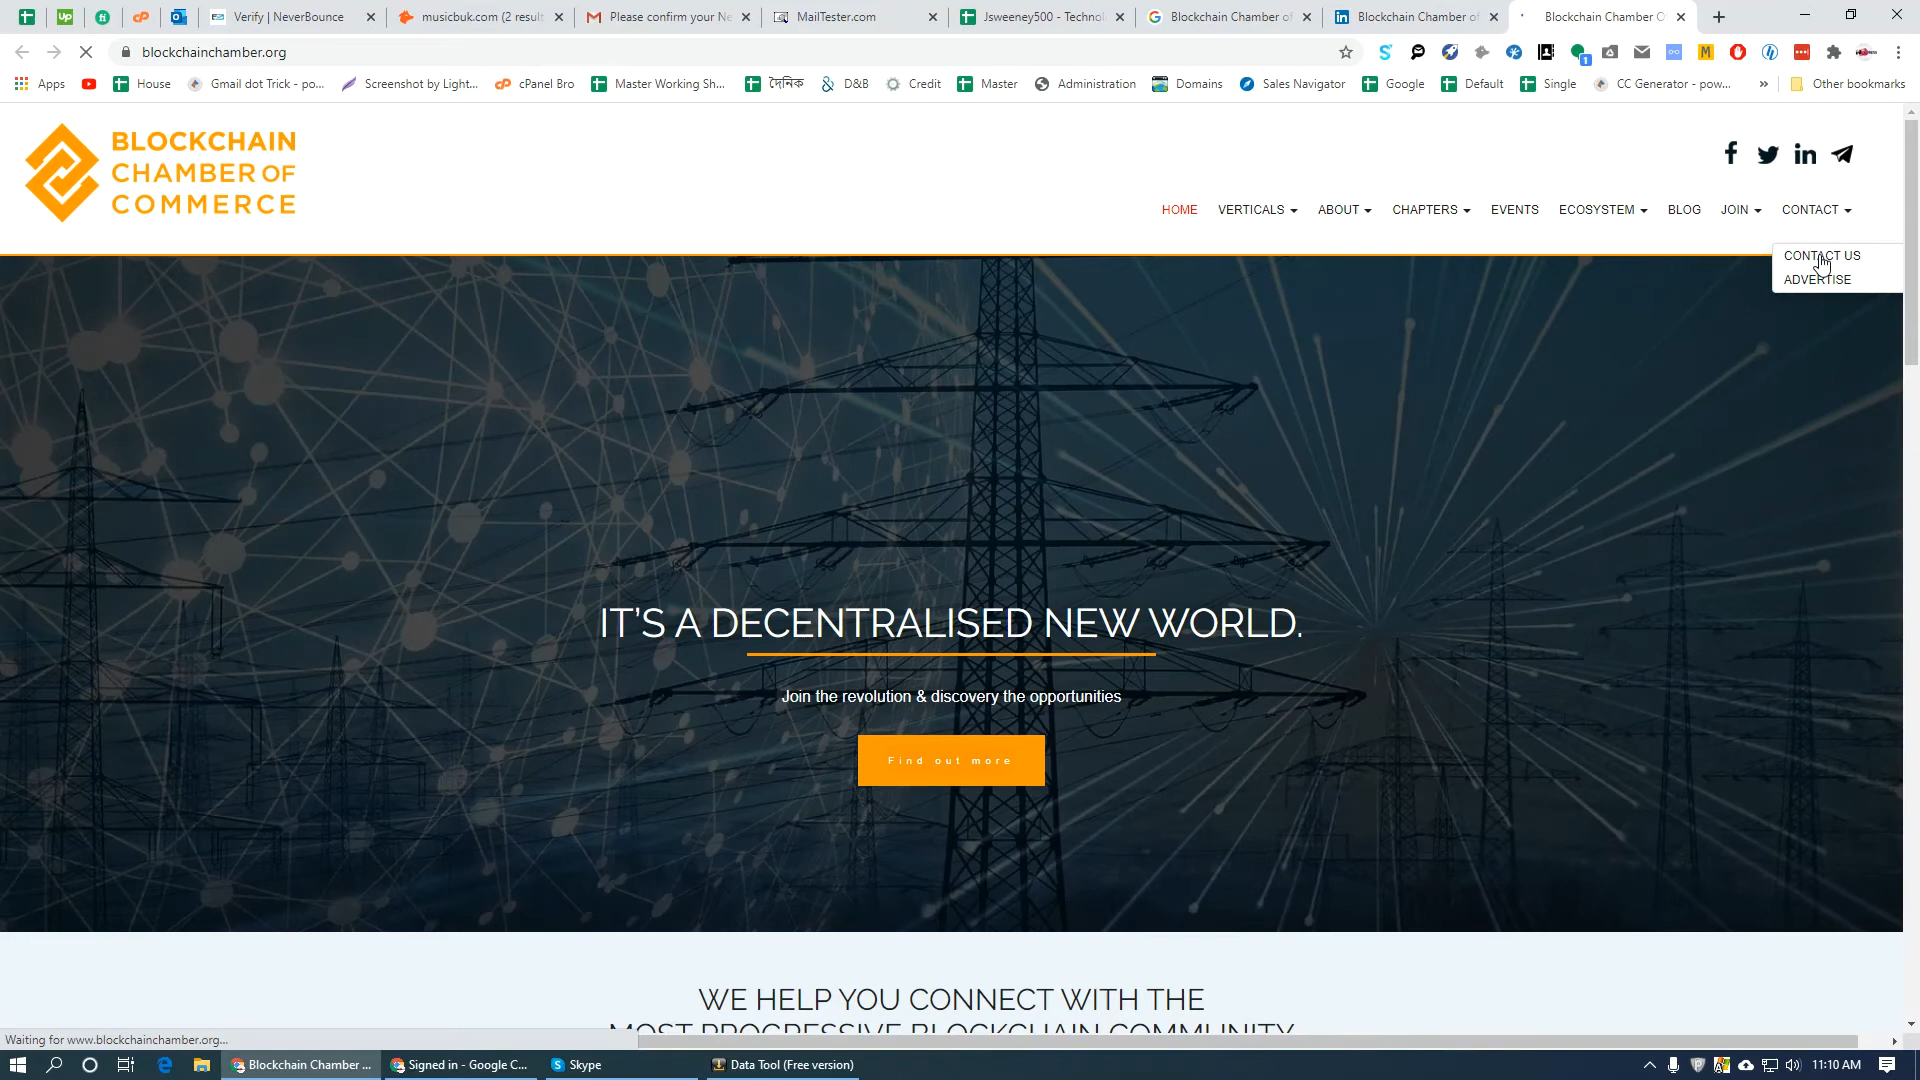 Verify | NeverBounce
musicbuk.com (2 result
Please confirm your Ne
MailTester.com
Jsweeney500 - Technol
Blockchain Chamber of
Blockchain Chamber of
Blockchain Chamber O
blockchainchamber.org
Apps
House
Gmail dot Trick - po...
Screenshot by Light...
cPanel Bro
Master Working Sh...
দৈনিক
D&B
Credit
Master
Administration
Domains
Sales Navigator
Google
Default
Single
CC Generator - pow...
»
Other bookmarks
BLOCKCHAIN
CHAMBER OF
COMMERCE
HOME
VERTICALS
ABOUT
CHAPTERS
EVENTS
ECOSYSTEM
BLOG
JOIN
CONTACT
CONTACT US
ADVERTISE
IT'S A DECENTRALISED NEW WORLD.
Join the revolution & discovery the opportunities
Find out more
WE HELP YOU CONNECT WITH THE
MOST PROGRESSIVE BLOCKCHAIN COMMUNITY
Waiting for www.blockchainchamber.org...
Blockchain Chamber ...
Signed in - Google C...
Skype
Data Tool (Free version)
11:10 AM